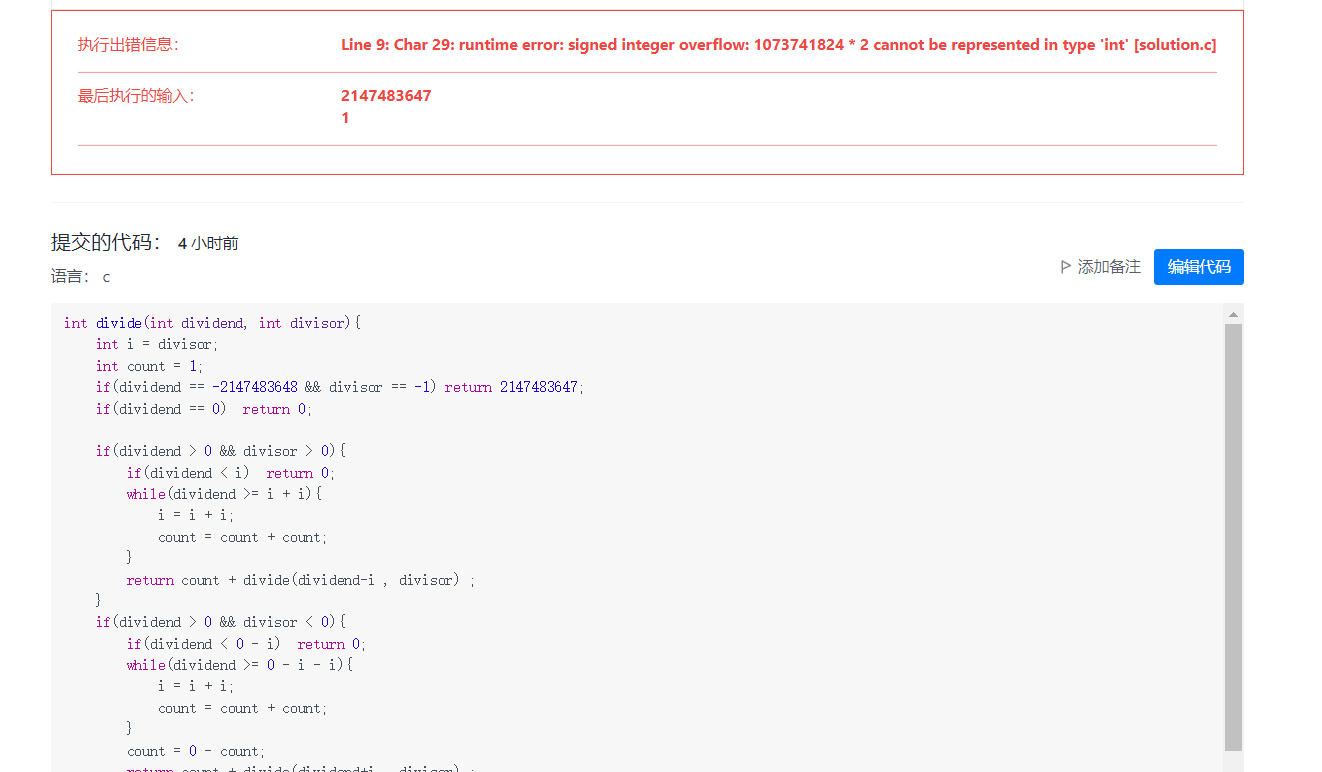 执行出错信息：
Line 9: Char 29: runtime error: signed integer overflow: 1073741824 * 2 cannot be represented in type 'int' [solution.c]
最后执行的输入：
2147483647
1
提交的代码： 4 小时前
语言： c
添加备注
编辑代码
int divide(int dividend, int divisor){
    int i = divisor;
    int count = 1;
    if(dividend == -2147483648 && divisor == -1) return 2147483647;
    if(dividend == 0)  return 0;
    if(dividend > 0 && divisor > 0){
        if(dividend < i)  return 0;
        while(dividend >= i + i){
            i = i + i;
            count = count + count;
        }
        return count + divide(dividend-i , divisor) ;
    }
    if(dividend > 0 && divisor < 0){
        if(dividend < 0 - i)  return 0;
        while(dividend >= 0 - i - i){
            i = i + i;
            count = count + count;
        }
        count = 0 - count;
        return count + divide(dividend+i , divisor) ;